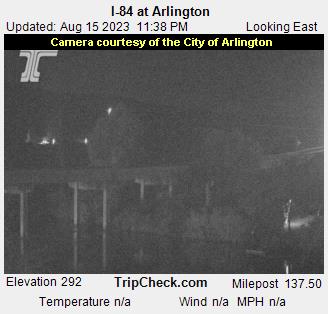 I-84 at Arlington
Updated: Aug 15 2023 11:38 PM Looking East
Camera courtesy of the City of Arlington
Elevation 292 TripCheck.com Milepost 137.50
Temperature n/a Wind n/a MPH n/a